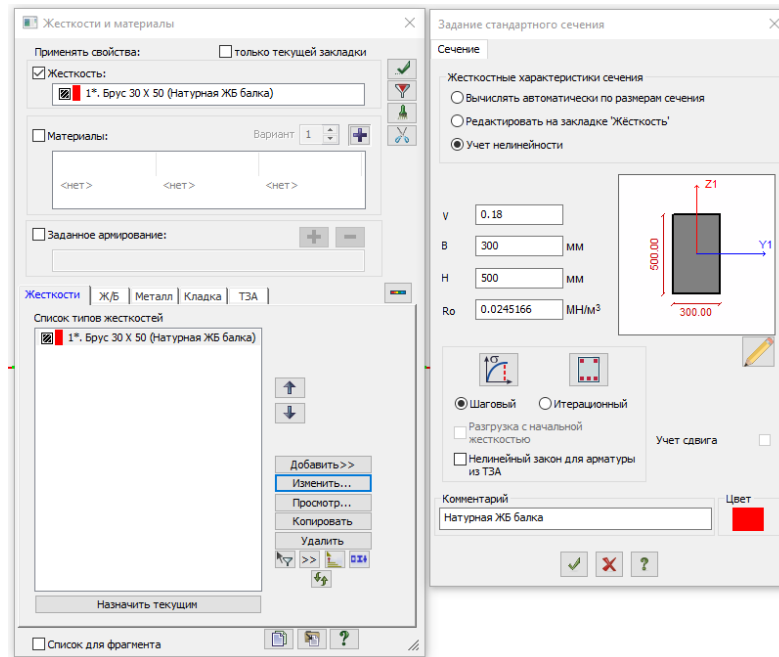 Жесткости и материалы
Применять свойства:
только текущей закладки
Жесткость:
1*. Брус 30 X 50 (Натурная ЖБ балка)
Материалы:
Вариант 1
<нет> <нет> <нет>
Заданное армирование:
Жесткости Ж/Б Металл Кладка ТЗА
Список типов жесткостей
1*. Брус 30 X 50 (Натурная ЖБ балка)
Добавить>>
Изменить...
Просмотр...
Копировать
Удалить
>>
Назначить текущим
Список для фрагмента
?
Задание стандартного сечения
Сечение
Жесткостные характеристики сечения
Вычислять автоматически по размерам сечения
Редактировать на закладке 'Жёсткость'
Учет нелинейности
V 0.18
B 300 мм
H 500 мм
Ro 0.0245166 МН/м³
Z1
Y1
500.00
300.00
σ
Шаговый Итерационный
Разгрузка с начальной
жесткостью
Нелинейный закон для арматуры
из ТЗА
Учет сдвига
Комментарий
Натурная ЖБ балка
Цвет
?